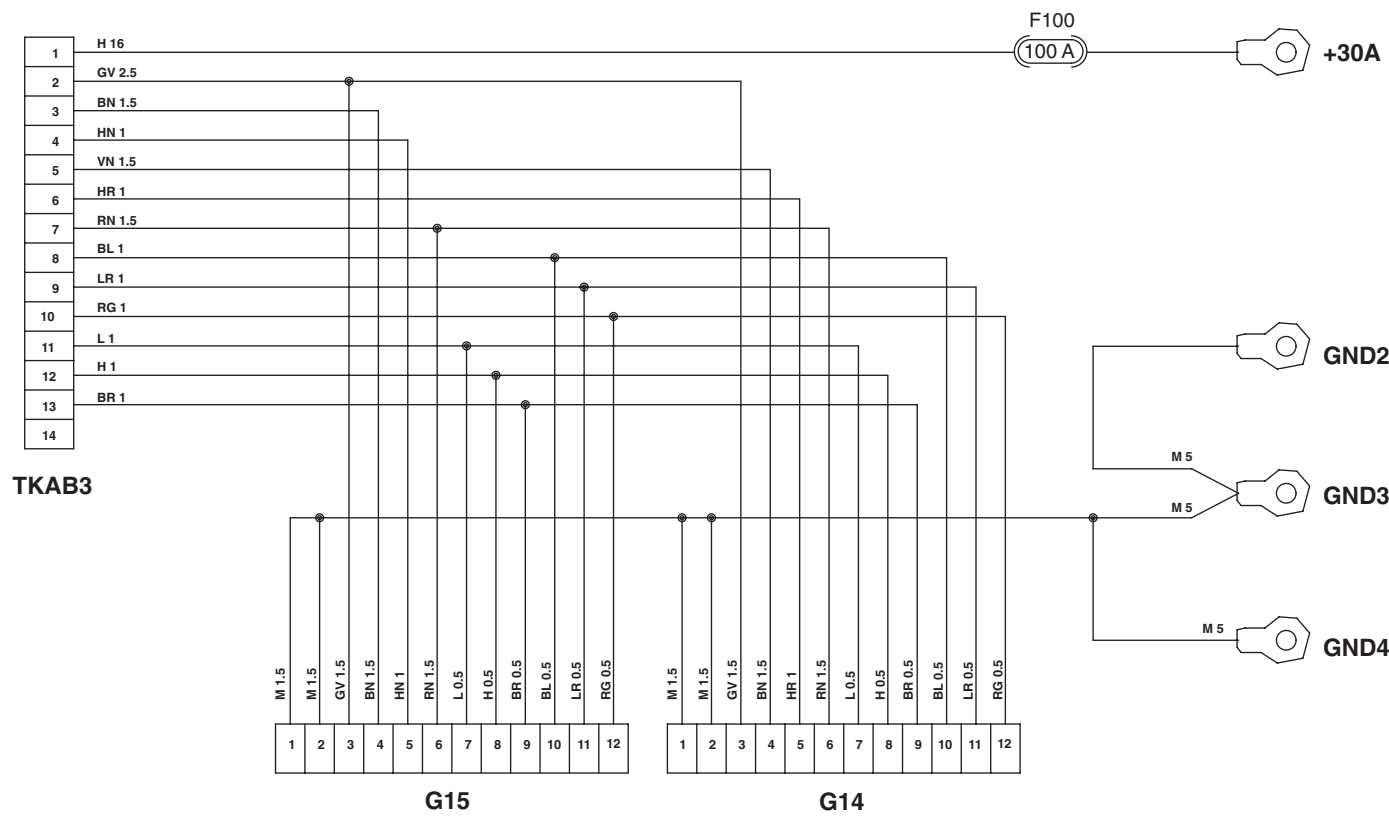 F100
1 H 16 100 A +30A
2 GV 2.5
3 BN 1.5
4 HN 1
5 VN 1.5
6 HR 1
7 RN 1.5
8 BL 1
9 LR 1
10 RG 1
11 L 1
12 H 1
13 BR 1
14
TKAB3
GND2
M 5
GND3
M 5
M 5
GND4
M 1.5 M 1.5 GV 1.5 BN 1.5 HN 1 RN 1.5 L 0.5 H 0.5 BR 0.5 BL 0.5 LR 0.5 RG 0.5
M 1.5 M 1.5 GV 1.5 BN 1.5 HR 1 RN 1.5 L 0.5 H 0.5 BR 0.5 BL 0.5 LR 0.5 RG 0.5
1 2 3 4 5 6 7 8 9 10 11 12
1 2 3 4 5 6 7 8 9 10 11 12
G15
G14